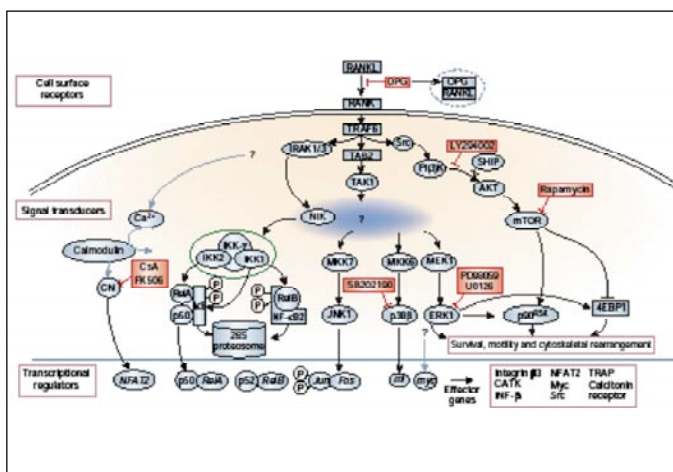 RANKL
Cell surface
receptors
OPG
OPG
RANKL
RANK
TRAF6
IRAK1/3
TAB2
Src
LY294002
SHIP
PI(3)K
TAK1
AKT
Rapamycin
?
Signal transducers
NIK
?
mTOR
Ca2+
IKK-γ
IKK2
IKK1
Calmodulin
MKK7
MKK6
MEK1
CsA
FK506
PD98059
U0126
SB202190
CN
RelA
P
P
P
P
RelB
p50
NF-κB2
JNK1
p38
ERK1
p90RSK
4EBP1
26S
proteosome
?
Survival, motility and cytoskeletal rearrangement
Transcriptional
regulators
NFAT2
p50
RelA
p52
RelB
P
P
Jun
Fos
mi
myc
Effector
genes
Integrin β3 NFAT2 TRAP
CATK Myc Calcitonin
INF-β Src receptor